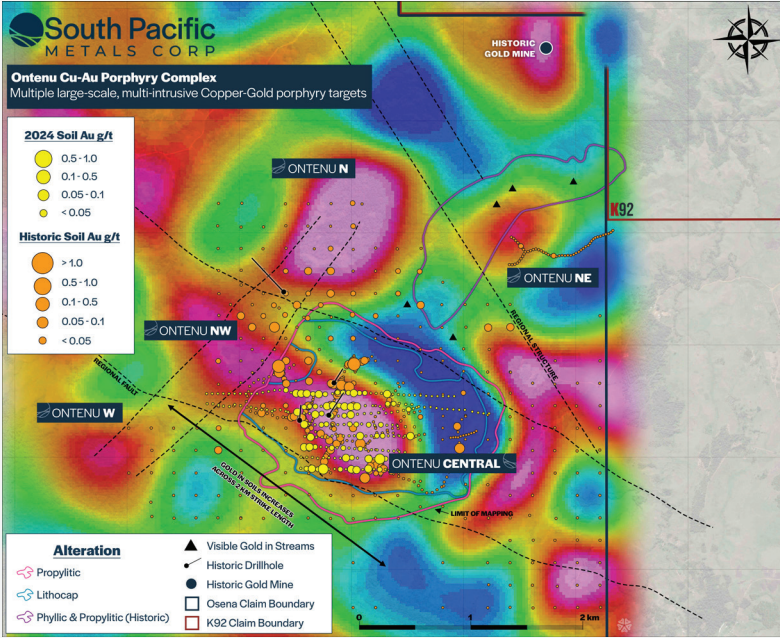 South Pacific
METALS CORP
Ontenu Cu-Au Porphyry Complex
Multiple large-scale, multi-intrusive Copper-Gold porphyry targets
HISTORIC
GOLD MINE
2024 Soil Au g/t
0.5 - 1.0
0.1 - 0.5
0.05 - 0.1
< 0.05
Historic Soil Au g/t
> 1.0
0.5 - 1.0
0.1 - 0.5
0.05 - 0.1
< 0.05
ONTENU N
K92
ONTENU NE
ONTENU NW
REGIONAL STRUCTURE
REGIONAL FAULT
ONTENU W
ONTENU CENTRAL
GOLD IN SOILS INCREASES
ACROSS 2 KM STRIKE LENGTH
LIMIT OF MAPPING
Alteration
Propylitic
Lithocap
Phyllic & Propylitic (Historic)
Visible Gold in Streams
Historic Drillhole
Historic Gold Mine
Osena Claim Boundary
K92 Claim Boundary
0
1
2 km